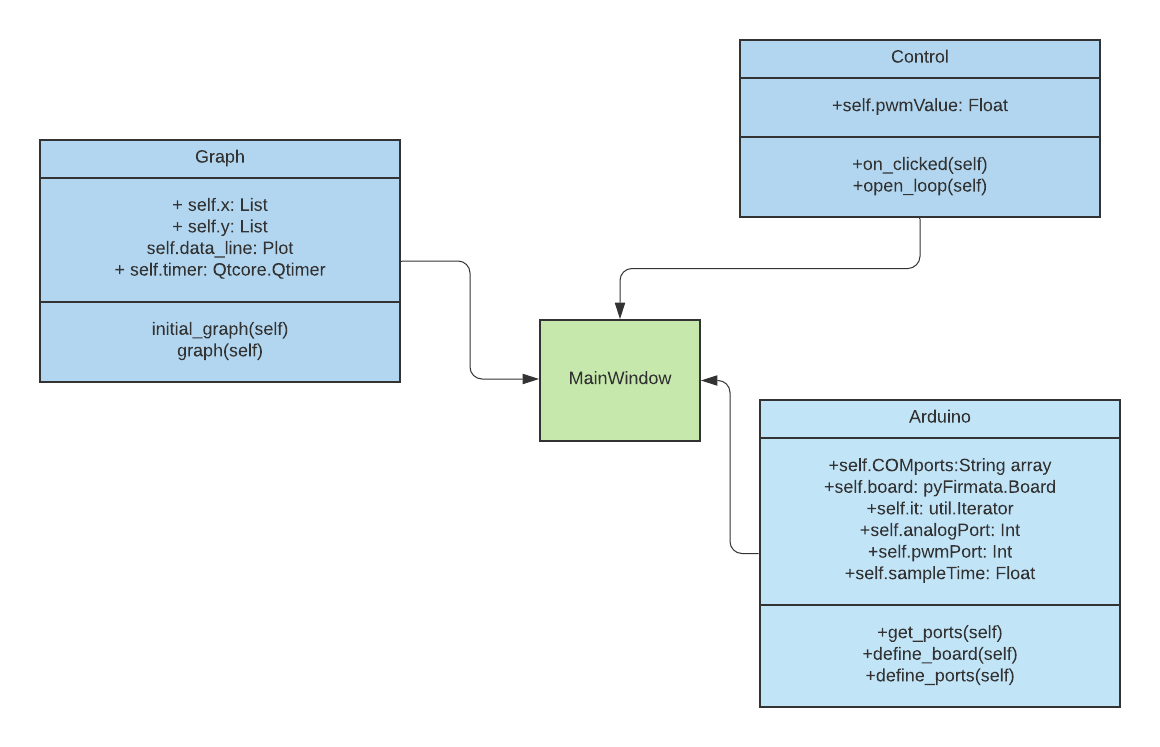 Control
+self.pwmValue: Float
+on_clicked(self)
+open_loop(self)
Graph
+ self.x: List
+ self.y: List
self.data_line: Plot
+ self.timer: Qtcore.Qtimer
initial_graph(self)
graph(self)
MainWindow
Arduino
+self.COMports:String array
+self.board: pyFirmata.Board
+self.it: util.Iterator
+self.analogPort: Int
+self.pwmPort: Int
+self.sampleTime: Float
+get_ports(self)
+define_board(self)
+define_ports(self)